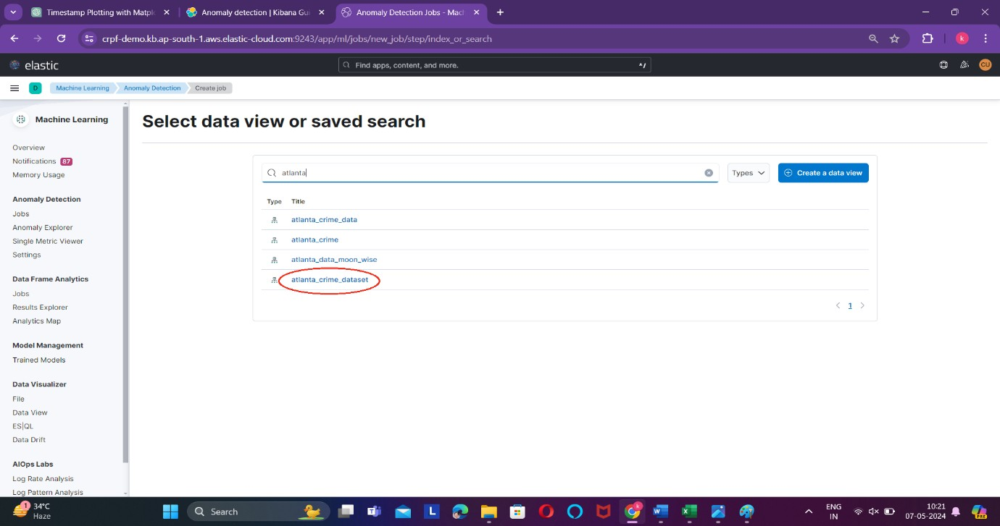 Timestamp Plotting with Matpl
Anomaly detection | Kibana Gui
Anomaly Detection Jobs - Mac
crpf-demo.kb.ap-south-1.aws.elastic-cloud.com:9243/app/ml/jobs/new_job/step/index_or_search
k
elastic
Find apps, content, and more.
^/
CU
D
Machine Learning
Anomaly Detection
Create job
Machine Learning
Overview
Notifications 87
Memory Usage
Anomaly Detection
Jobs
Anomaly Explorer
Single Metric Viewer
Settings
Data Frame Analytics
Jobs
Results Explorer
Analytics Map
Model Management
Trained Models
Data Visualizer
File
Data View
ES|QL
Data Drift
AIOps Labs
Log Rate Analysis
Log Pattern Analysis
Select data view or saved search
atlanta
Types
Create a data view
Type Title
atlanta_crime_data
atlanta_crime
atlanta_data_moon_wise
atlanta_crime_dataset
1
1
34°C
Haze
Search
L
ENG
IN
10:21
07-05-2024
PRE